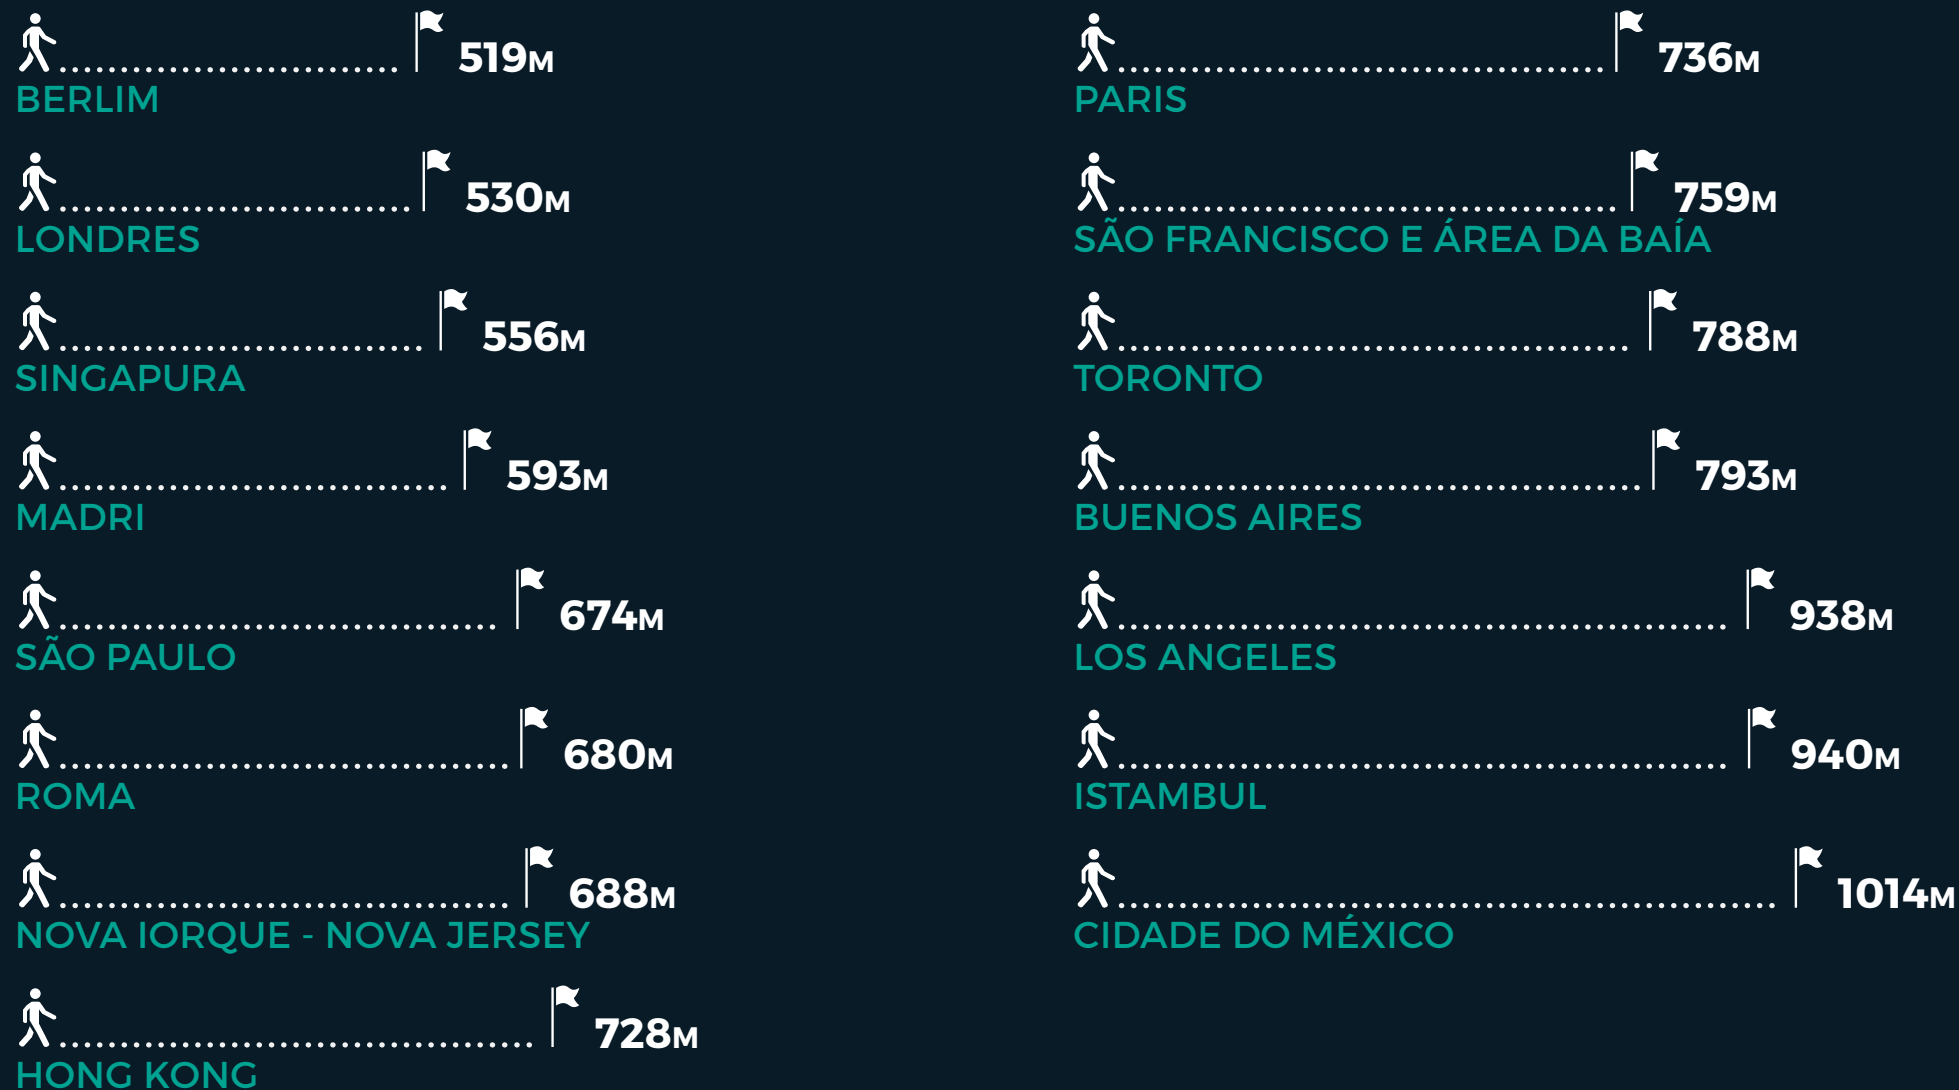 519M
BERLIM
530M
LONDRES
556M
SINGAPURA
593M
MADRI
674M
SÃO PAULO
680M
ROMA
688M
NOVA IORQUE - NOVA JERSEY
728M
HONG KONG
736M
PARIS
759M
SÃO FRANCISCO E ÁREA DA BAÍA
788M
TORONTO
793M
BUENOS AIRES
938M
LOS ANGELES
940M
ISTAMBUL
1014M
CIDADE DO MÉXICO